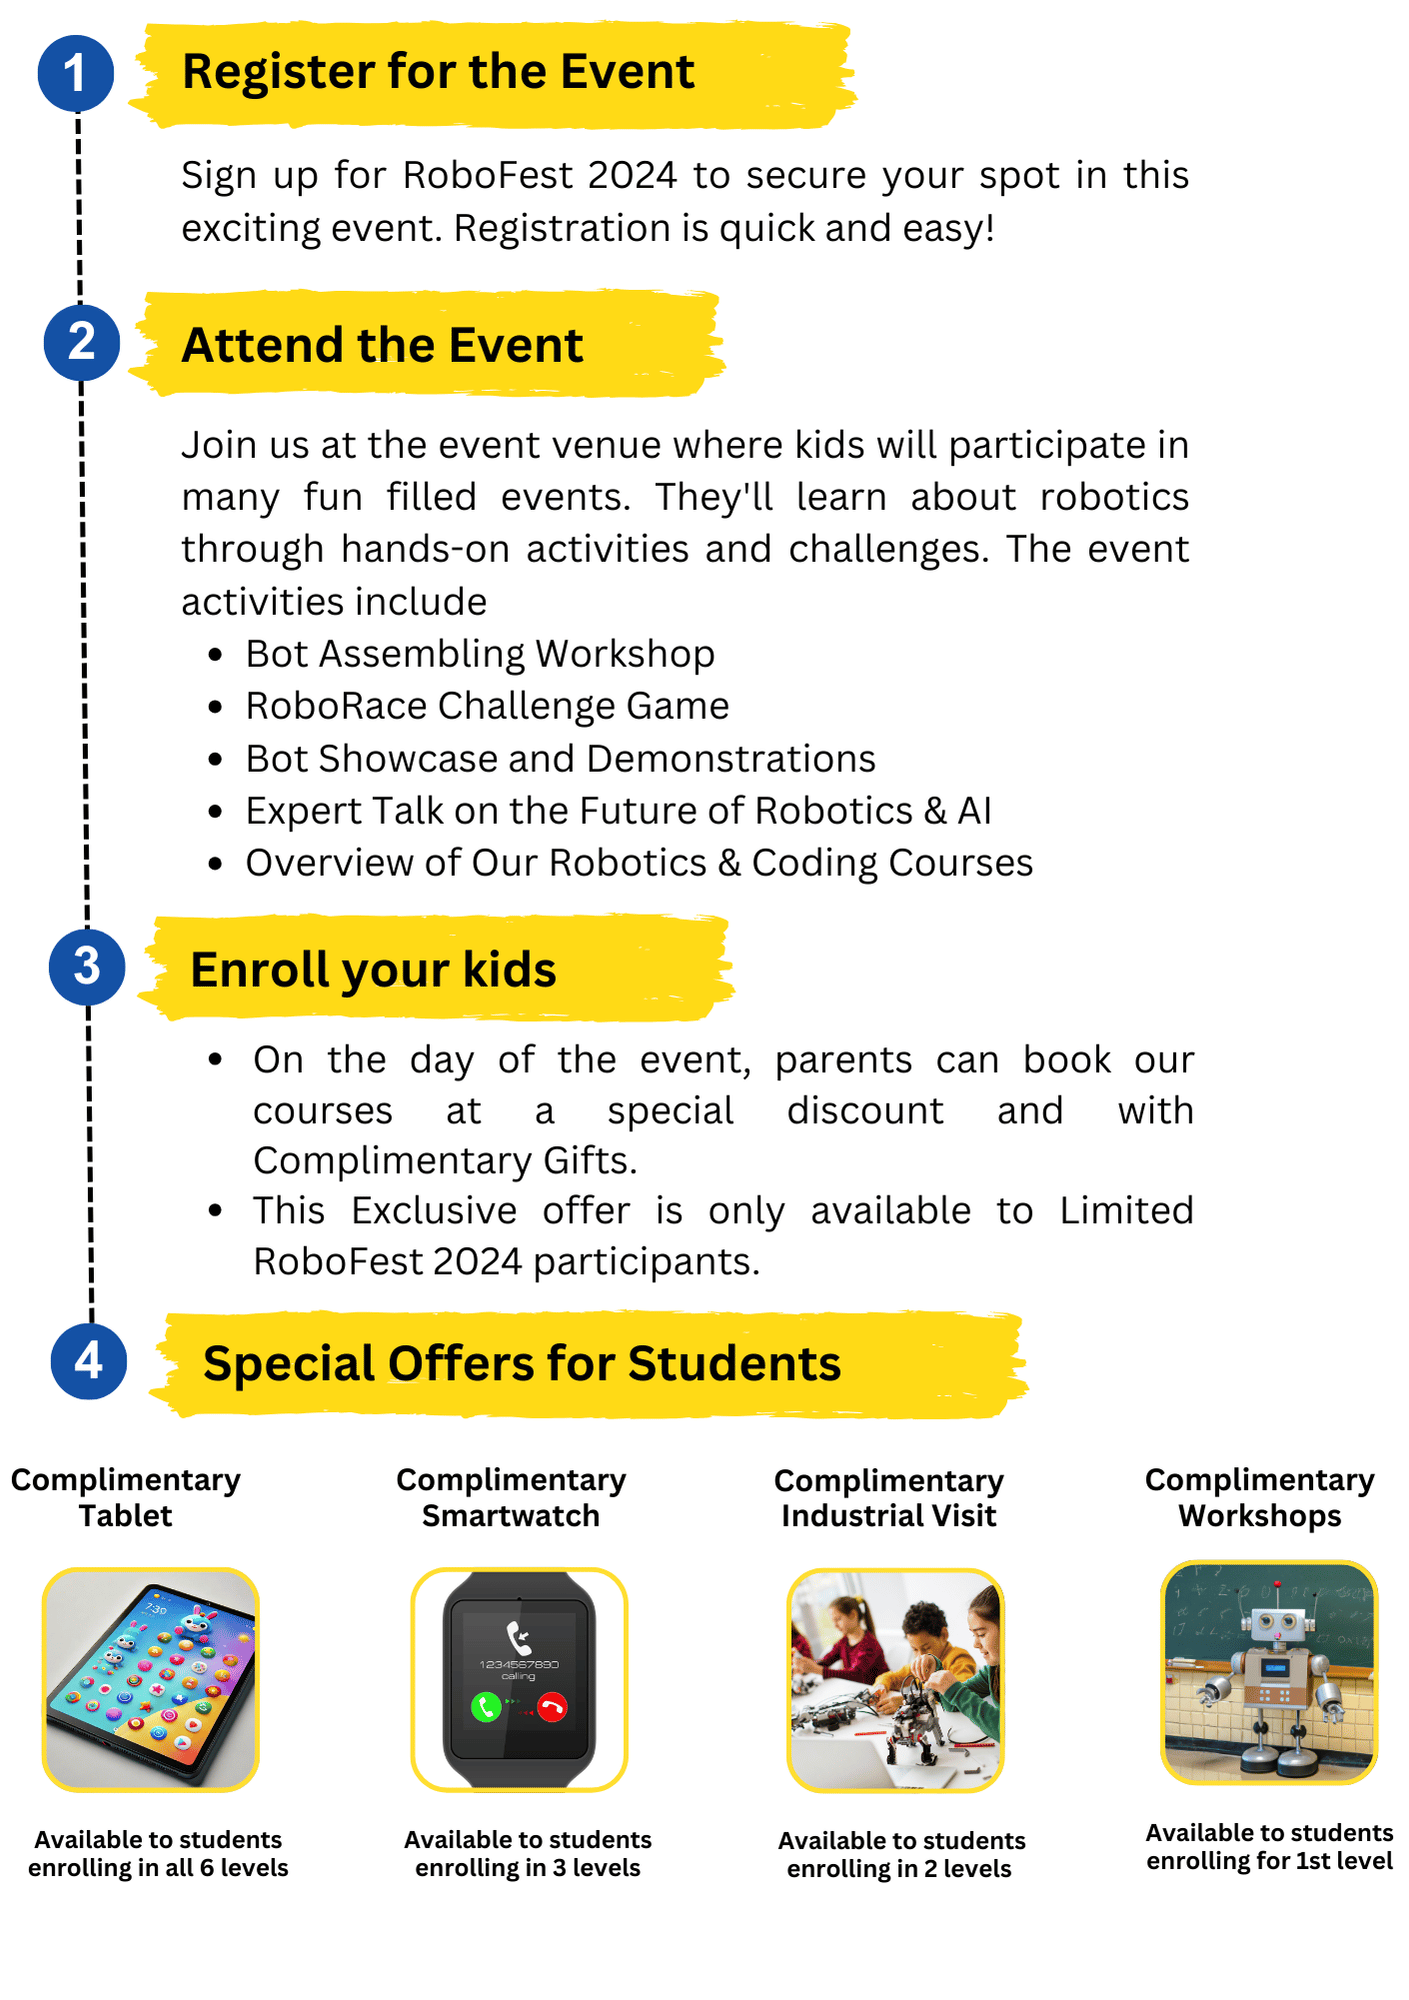 1
Register for the Event
Sign up for RoboFest 2024 to secure your spot in this
exciting event. Registration is quick and easy!
2
Attend the Event
Join us at the event venue where kids will participate in
many fun filled events. They'll learn about robotics
through hands-on activities and challenges. The event
activities include
• Bot Assembling Workshop
• RoboRace Challenge Game
• Bot Showcase and Demonstrations
• Expert Talk on the Future of Robotics & AI
• Overview of Our Robotics & Coding Courses
3
Enroll your kids
• On the day of the event, parents can book our
courses at a special discount and with
Complimentary Gifts.
• This Exclusive offer is only available to Limited
RoboFest 2024 participants.
4
Special Offers for Students
Complimentary
Tablet
7:39
Available to students
enrolling in all 6 levels
Complimentary
Smartwatch
1234567890
calling
Available to students
enrolling in 3 levels
Complimentary
Industrial Visit
Available to students
enrolling in 2 levels
Complimentary
Workshops
Available to students
enrolling for 1st level